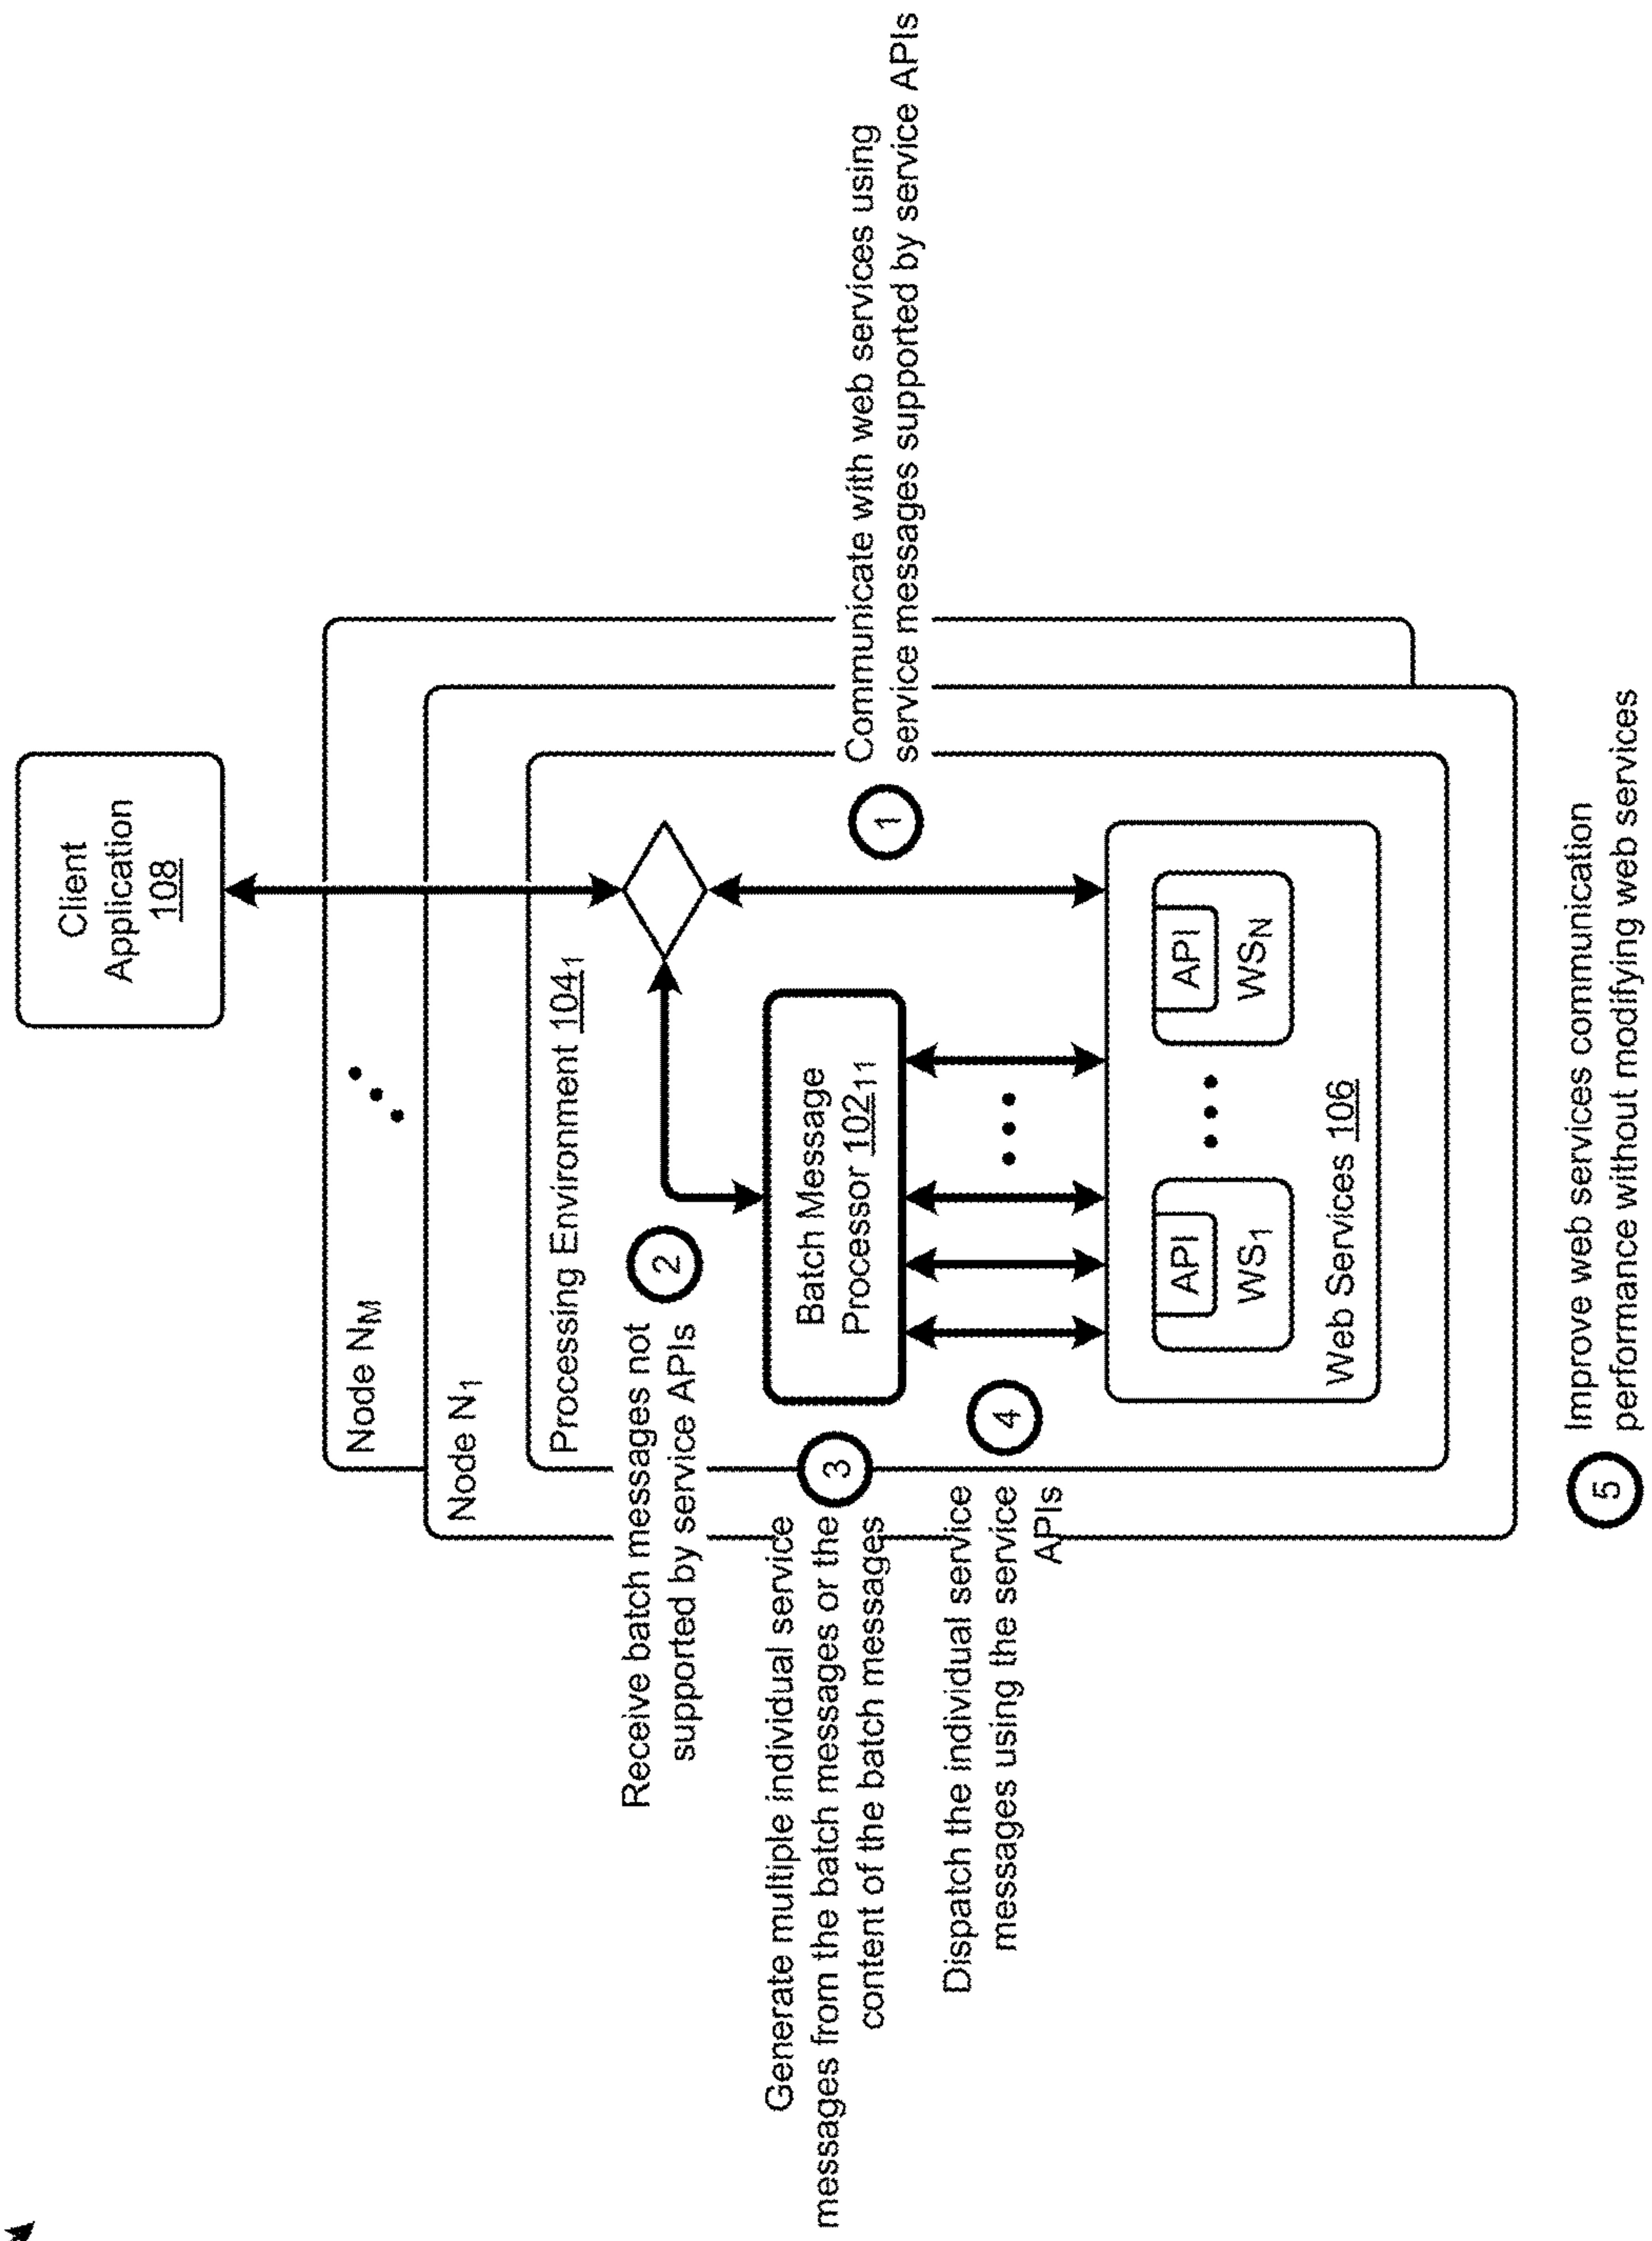 Client
Application
108
Node N_M
Node N_1
Processing Environment 104_1
Receive batch messages not
supported by service APIs
2
Batch Message
Processor 102_11
Generate multiple individual service
messages from the batch messages or the
content of the batch messages
3
1
Communicate with web services using
service messages supported by service APIs
Dispatch the individual service
messages using the service
APIs
4
API
WS_1
API
WS_N
Web Services 106
5
Improve web services communication
performance without modifying web services